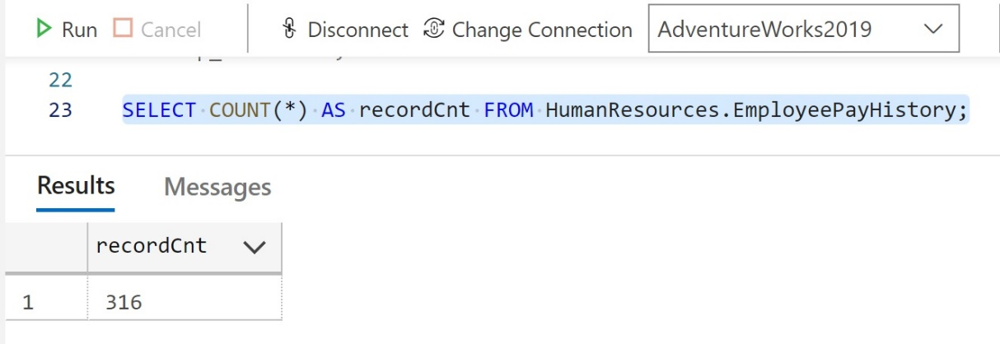 Run Cancel Disconnect Change Connection AdventureWorks2019
22
23 SELECT COUNT(*) AS recordCnt FROM HumanResources.EmployeePayHistory;
Results Messages
recordCnt
1 316